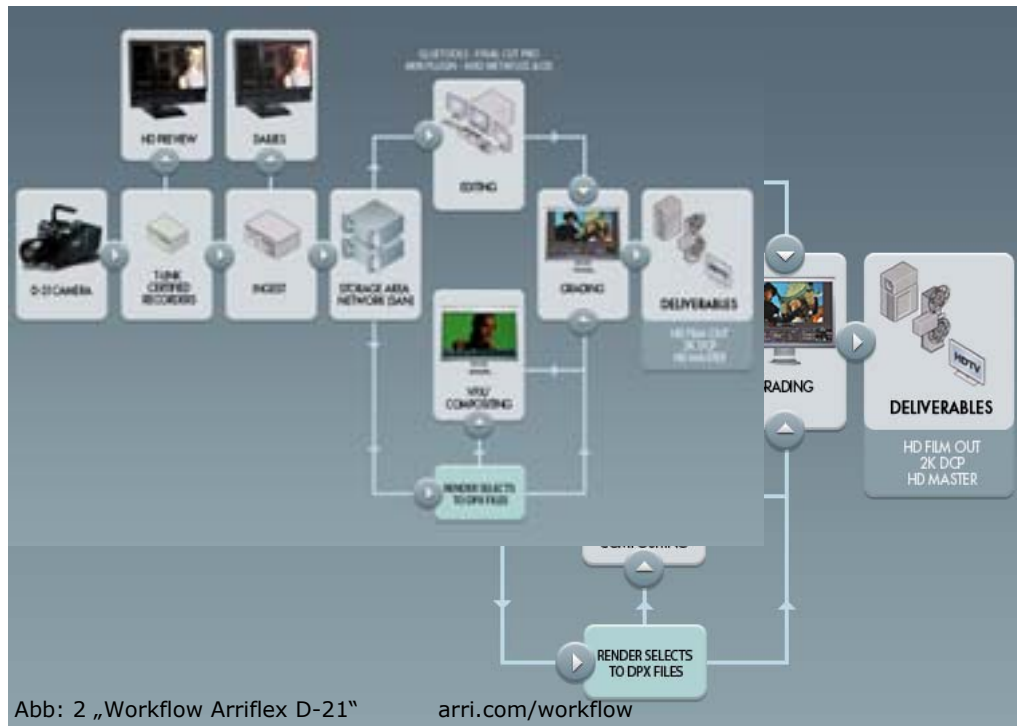 HD PREVIEW
DAILIES
EDITING
D-21 CAMERA
T-LINK
CERTIFIED
RECORDERS
INGEST
STORAGE AREA
NETWORK (SAN)
GRADING
DELIVERABLES
HD FILM OUT
2K DCP
HD MASTER
VFX/
COMPOSITING
RENDER SELECTS
TO DPX FILES
RADING
HDTV
DELIVERABLES
HD FILM OUT
2K DCP
HD MASTER
RENDER SELECTS
TO DPX FILES
Abb: 2 „Workflow Arriflex D-21“ arri.com/workflow